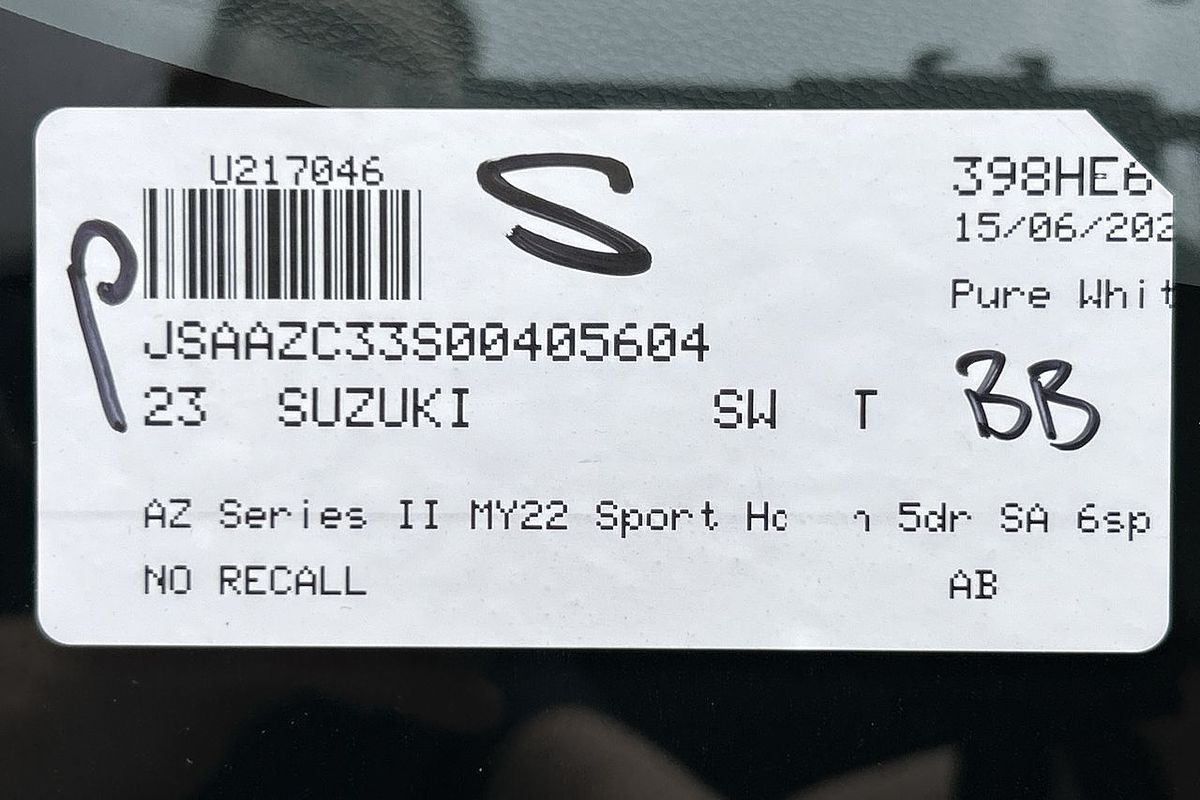 U217046
S
398HE6
15/06/202
P
Pure Whit
JSAAZC33S00405604
23 SUZUKI SW T
BB
AZ Series II MY22 Sport 5dr SA 6sp
NO RECALL AB